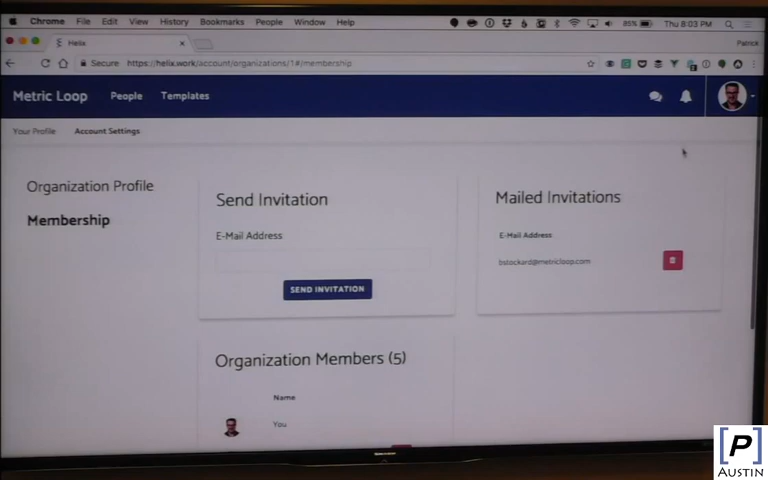 Chrome File Edit View History Bookmarks People Window Help
85% Thu 8:03 PM
Helix
Patrick
Secure https://helix.work/account/organizations/1#/membership
Metric Loop People Templates
Your Profile Account Settings
Organization Profile
Membership
Send Invitation
E-Mail Address
SEND INVITATION
Mailed Invitations
E-Mail Address
bstockard@metricloop.com
Organization Members (5)
Name
You
[P]
AUSTIN